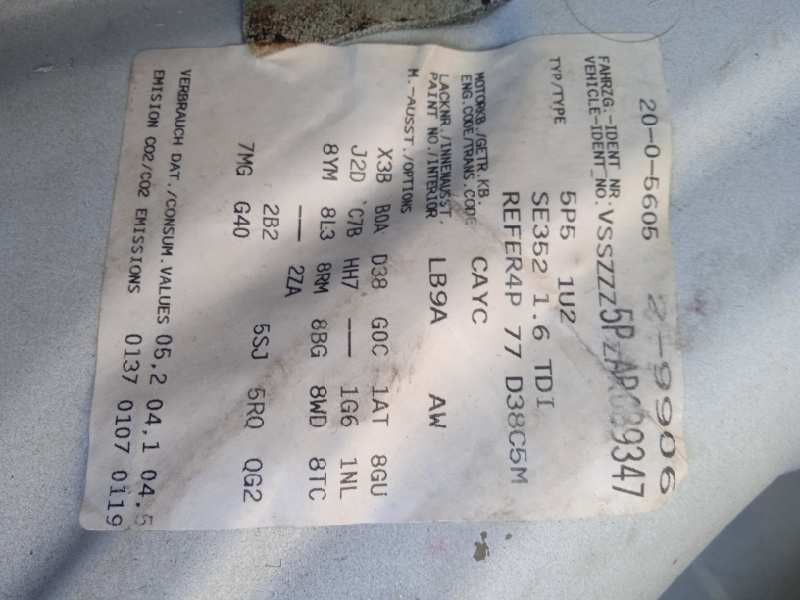 20-0-5605 2-9906
FAHRZG.-IDENT.NR.
VEHICLE-IDENT.NO. VSSZZZ5PZAR039347
TYP/TYPE 5P5 1U2
SE352 1.6 TDI
REFER4P 77 D38C5M
MOTORKB./GETR.KB.
ENG.CODE/TRANS.CODE CAYC
LACKNR./INNENAUSST.
PAINT NO./INTERIOR LB9A AW
M.-AUSST./OPTIONS
X3B B0A D38 G0C 1AT 8GU
J2D C7B HH7 --- 1G6 1NL
8YM 8L3 8RM 8BG 8WD 8TC
--- 2ZA
2B2 5SJ 5RQ QG2
7MG G40
VERBRAUCH DAT./CONSUM.VALUES 05,2 04,1 04,5
EMISION CO2/CO2 EMISSIONS 0137 0107 0119